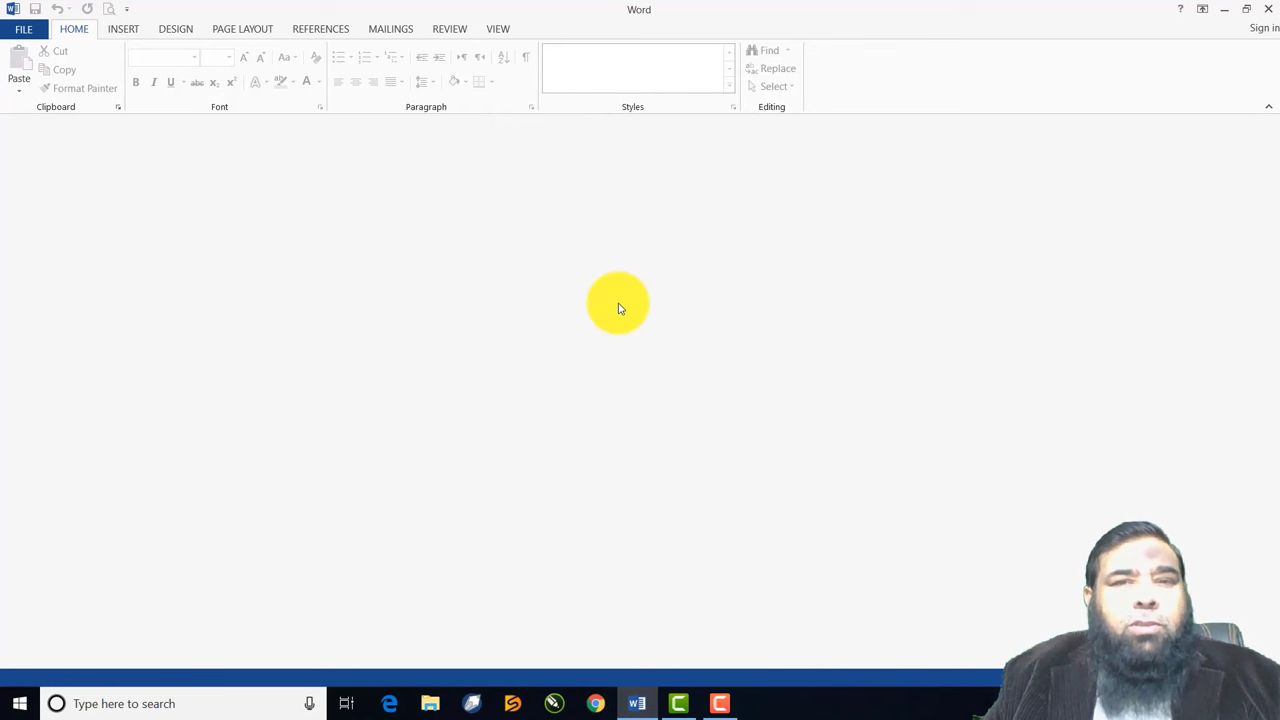 Word
FILE HOME INSERT DESIGN PAGE LAYOUT REFERENCES MAILINGS REVIEW VIEW
Sign in
Paste
Cut
Copy
Format Painter
Clipboard
Font
Paragraph
Styles
Find
Replace
Select
Editing
Type here to search